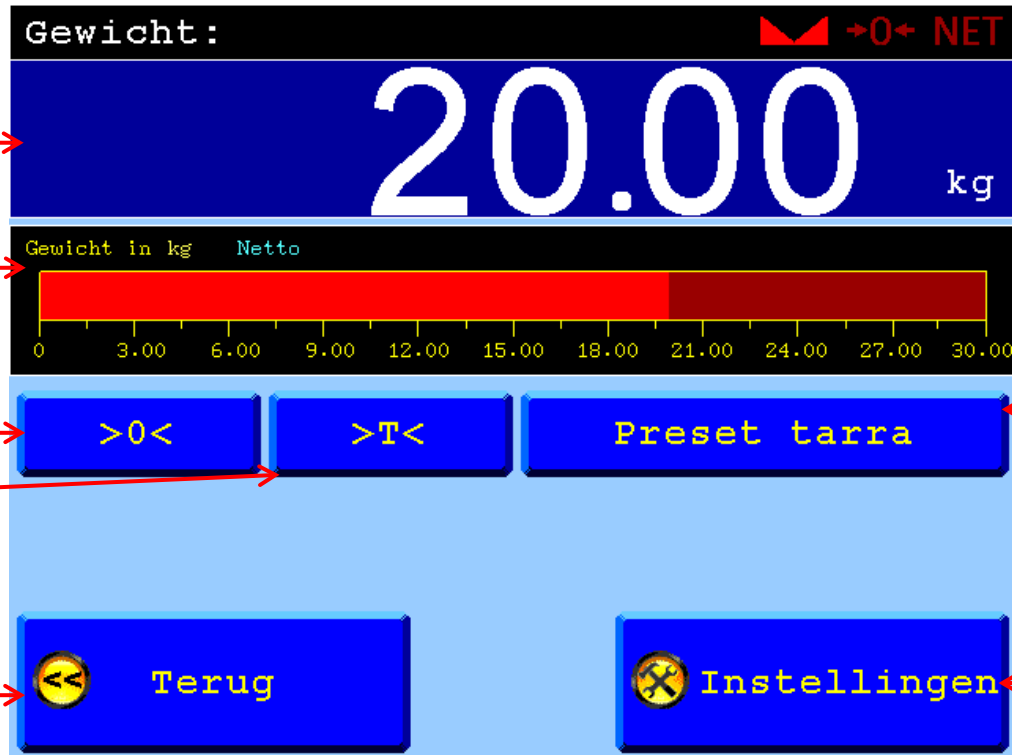 Gewicht: →0← NET
20.00 kg
Gewicht in kg Netto
0 3.00 6.00 9.00 12.00 15.00 18.00 21.00 24.00 27.00 30.00
>0< >T< Preset tarra
<< Terug Instellingen